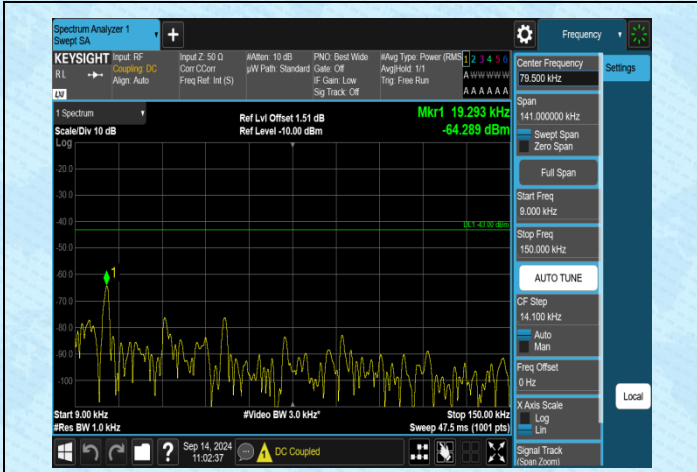 Spectrum Analyzer 1
Swept SA
+
Frequency
KEYSIGHT
RL
LXI
Input: RF
Coupling: DC
Align: Auto
Input Z: 50 Ω
Corr CCorr
Freq Ref: Int (S)
#Atten: 10 dB
µW Path: Standard
PNO: Best Wide
Gate: Off
IF Gain: Low
Sig Track: Off
#Avg Type: Power (RMS
Avg|Hold: 1/1
Trig: Free Run
1 2 3 4 5 6
A W W W W W
A A A A A A
1 Spectrum
Scale/Div 10 dB
Ref Lvl Offset 1.51 dB
Ref Level -10.00 dBm
Mkr1 19.293 kHz
-64.289 dBm
Log
-20.0
-30.0
-40.0
-50.0
-60.0
-70.0
-80.0
-90.0
-100
DL1 -43.00 dBm
1
Start 9.00 kHz
#Res BW 1.0 kHz
#Video BW 3.0 kHz*
Stop 150.00 kHz
Sweep 47.5 ms (1001 pts)
Center Frequency
79.500 kHz
Settings
Span
141.000000 kHz
Swept Span
Zero Span
Full Span
Start Freq
9.000 kHz
Stop Freq
150.000 kHz
AUTO TUNE
CF Step
14.100 kHz
Auto
Man
Freq Offset
0 Hz
X Axis Scale
Log
Lin
Signal Track
(Span Zoom)
Local
?
Sep 14, 2024
11:02:37
DC Coupled